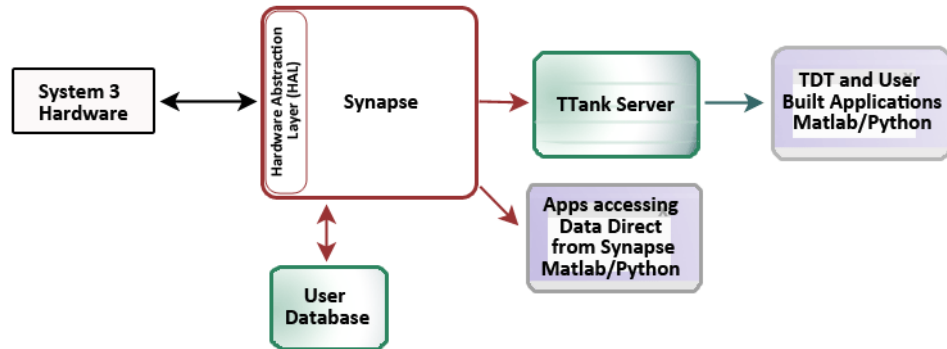 System 3
Hardware
Hardware Abstraction
Layer (HAL)
Synapse
TTank Server
TDT and User
Built Applications
Matlab/Python
Apps accessing
Data Direct
from Synapse
Matlab/Python
User
Database